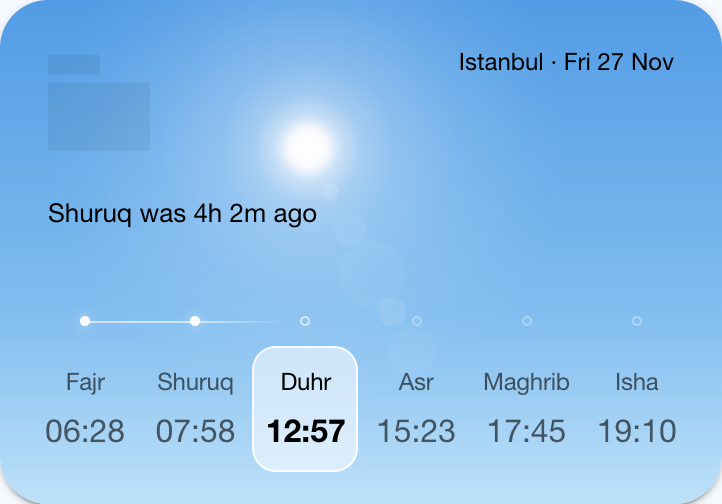 Istanbul · Fri 27 Nov
Shuruq was 4h 2m ago
Fajr Shuruq Duhr Asr Maghrib Isha
06:28 07:58 12:57 15:23 17:45 19:10